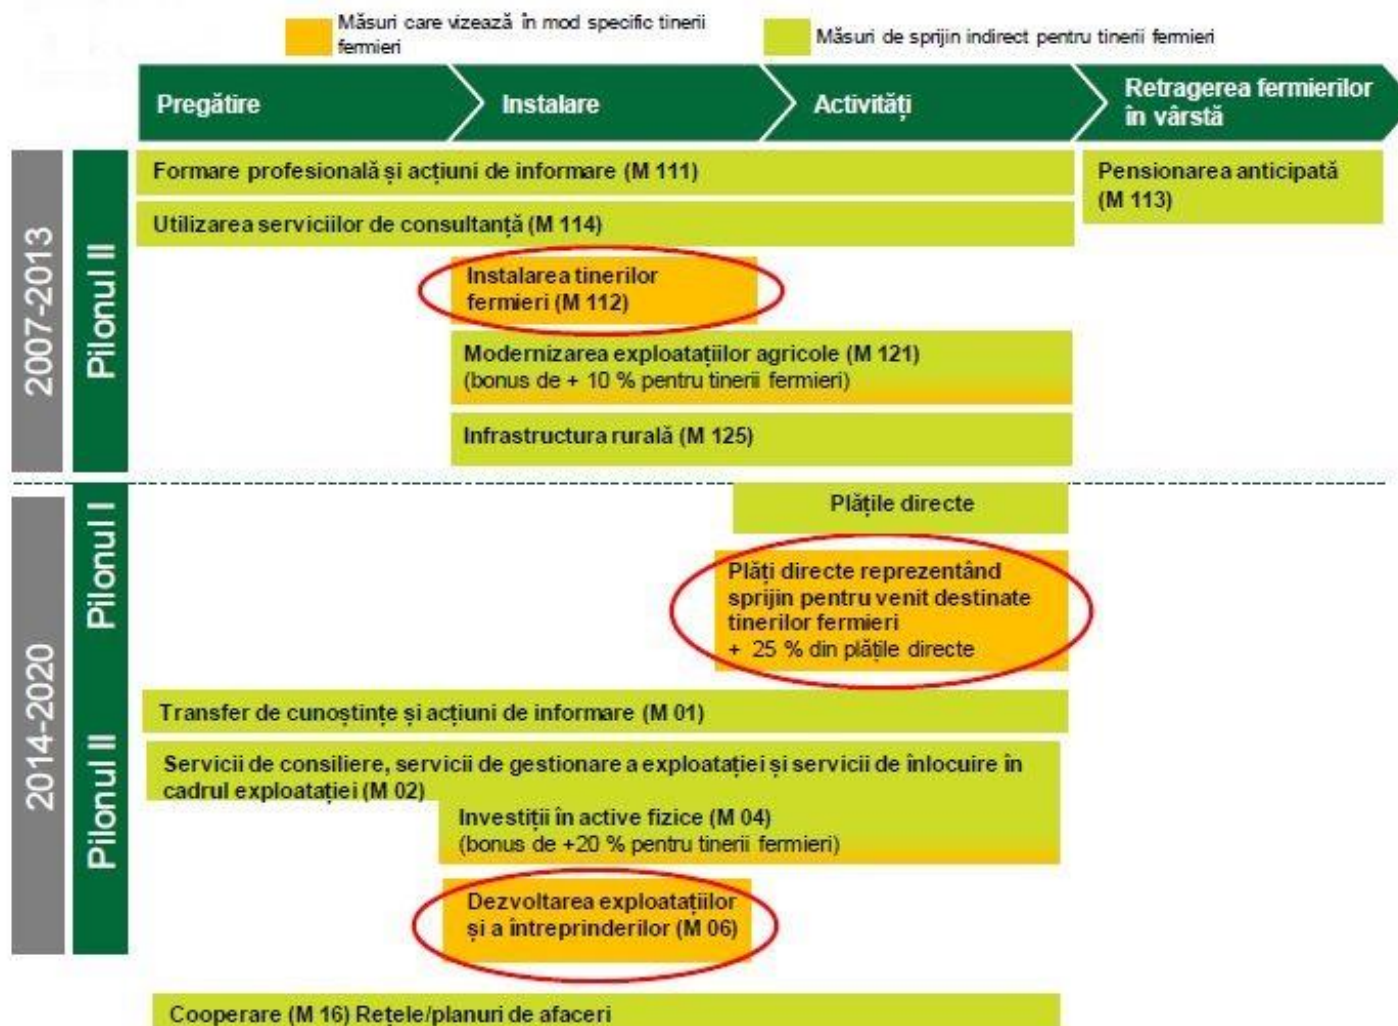 Măsuri care vizează în mod specific tinerii
fermieri
Măsuri de sprijin indirect pentru tinerii fermieri
Pregătire
Instalare
Activități
Retragerea fermierilor
în vârstă
2007-2013
Pilonul II
Formare profesională și acțiuni de informare (M 111)
Pensionarea anticipată
(M 113)
Utilizarea serviciilor de consultanță (M 114)
Instalarea tinerilor
fermieri (M 112)
Modernizarea exploatațiilor agricole (M 121)
(bonus de + 10 % pentru tinerii fermieri)
Infrastructura rurală (M 125)
2014-2020
Pilonul I
Plățile directe
Plăți directe reprezentând
sprijin pentru venit destinate
tinerilor fermieri
+ 25 % din plățile directe
Pilonul II
Transfer de cunoștințe și acțiuni de informare (M 01)
Servicii de consiliere, servicii de gestionare a exploatației și servicii de înlocuire în
cadrul exploatației (M 02)
Investiții în active fizice (M 04)
(bonus de +20 % pentru tinerii fermieri)
Dezvoltarea exploatațiilor
și a întreprinderilor (M 06)
Cooperare (M 16) Rețele/planuri de afaceri